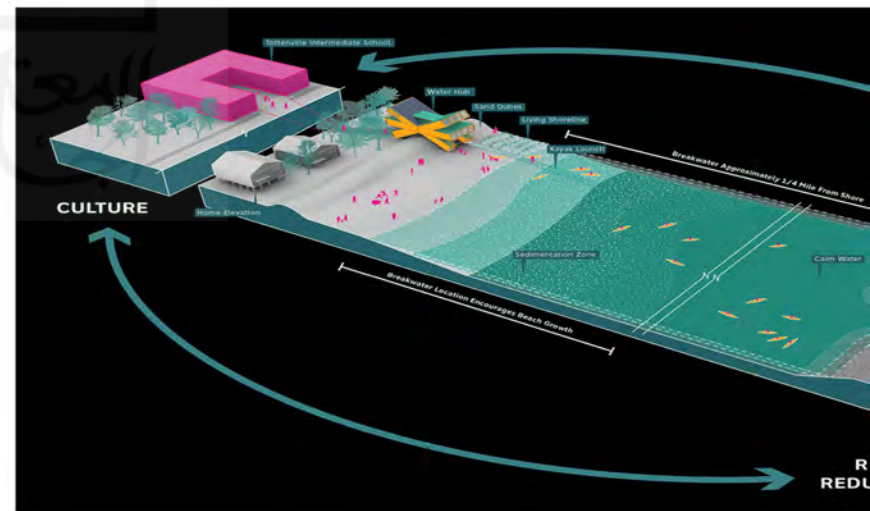 Tottenville Intermediate School
Water Hub
Sand Dunes
Living Shoreline
Kayak Launch
Breakwater Approximately 1/4 Mile From Shore
CULTURE
Home Elevation
Sedimentation Zone
Calm Water
Breakwater Location Encourages Beach Growth
R
REDU